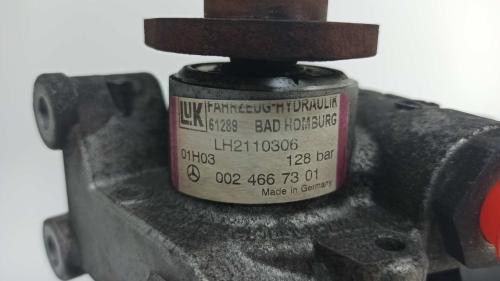 LuK FAHRZEUG-HYDRAULIK
61289 BAD HOMBURG
LH2110306
01H03 128 bar
002 466 73 01
Made in Germany